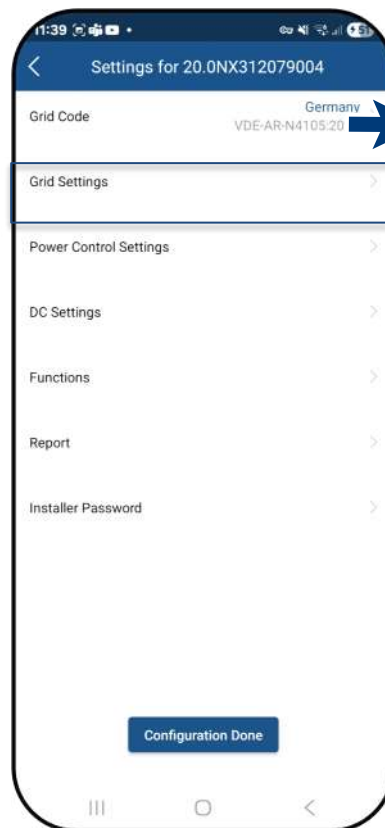 11:39
Settings for 20.0NX312079004
Grid Code
Germany
VDE-AR-N4105:20
Grid Settings
Power Control Settings
DC Settings
Functions
Report
Installer Password
Configuration Done